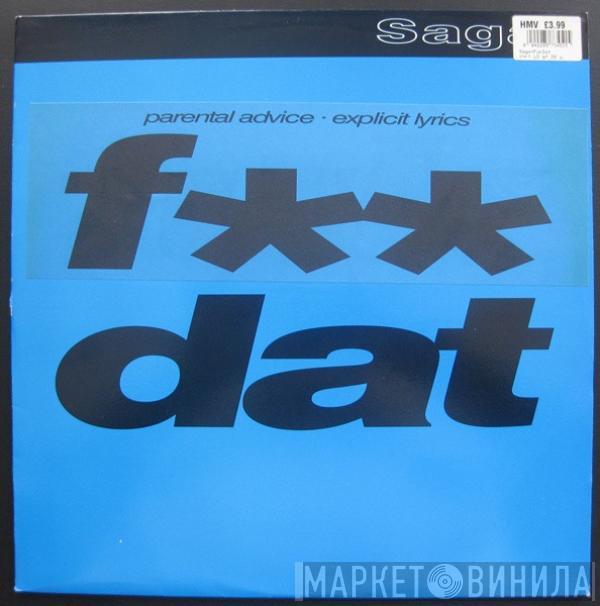 Saga
HMV £3.99
parental advice · explicit lyrics
f**
dat
МАРКЕТ ВИНИЛА